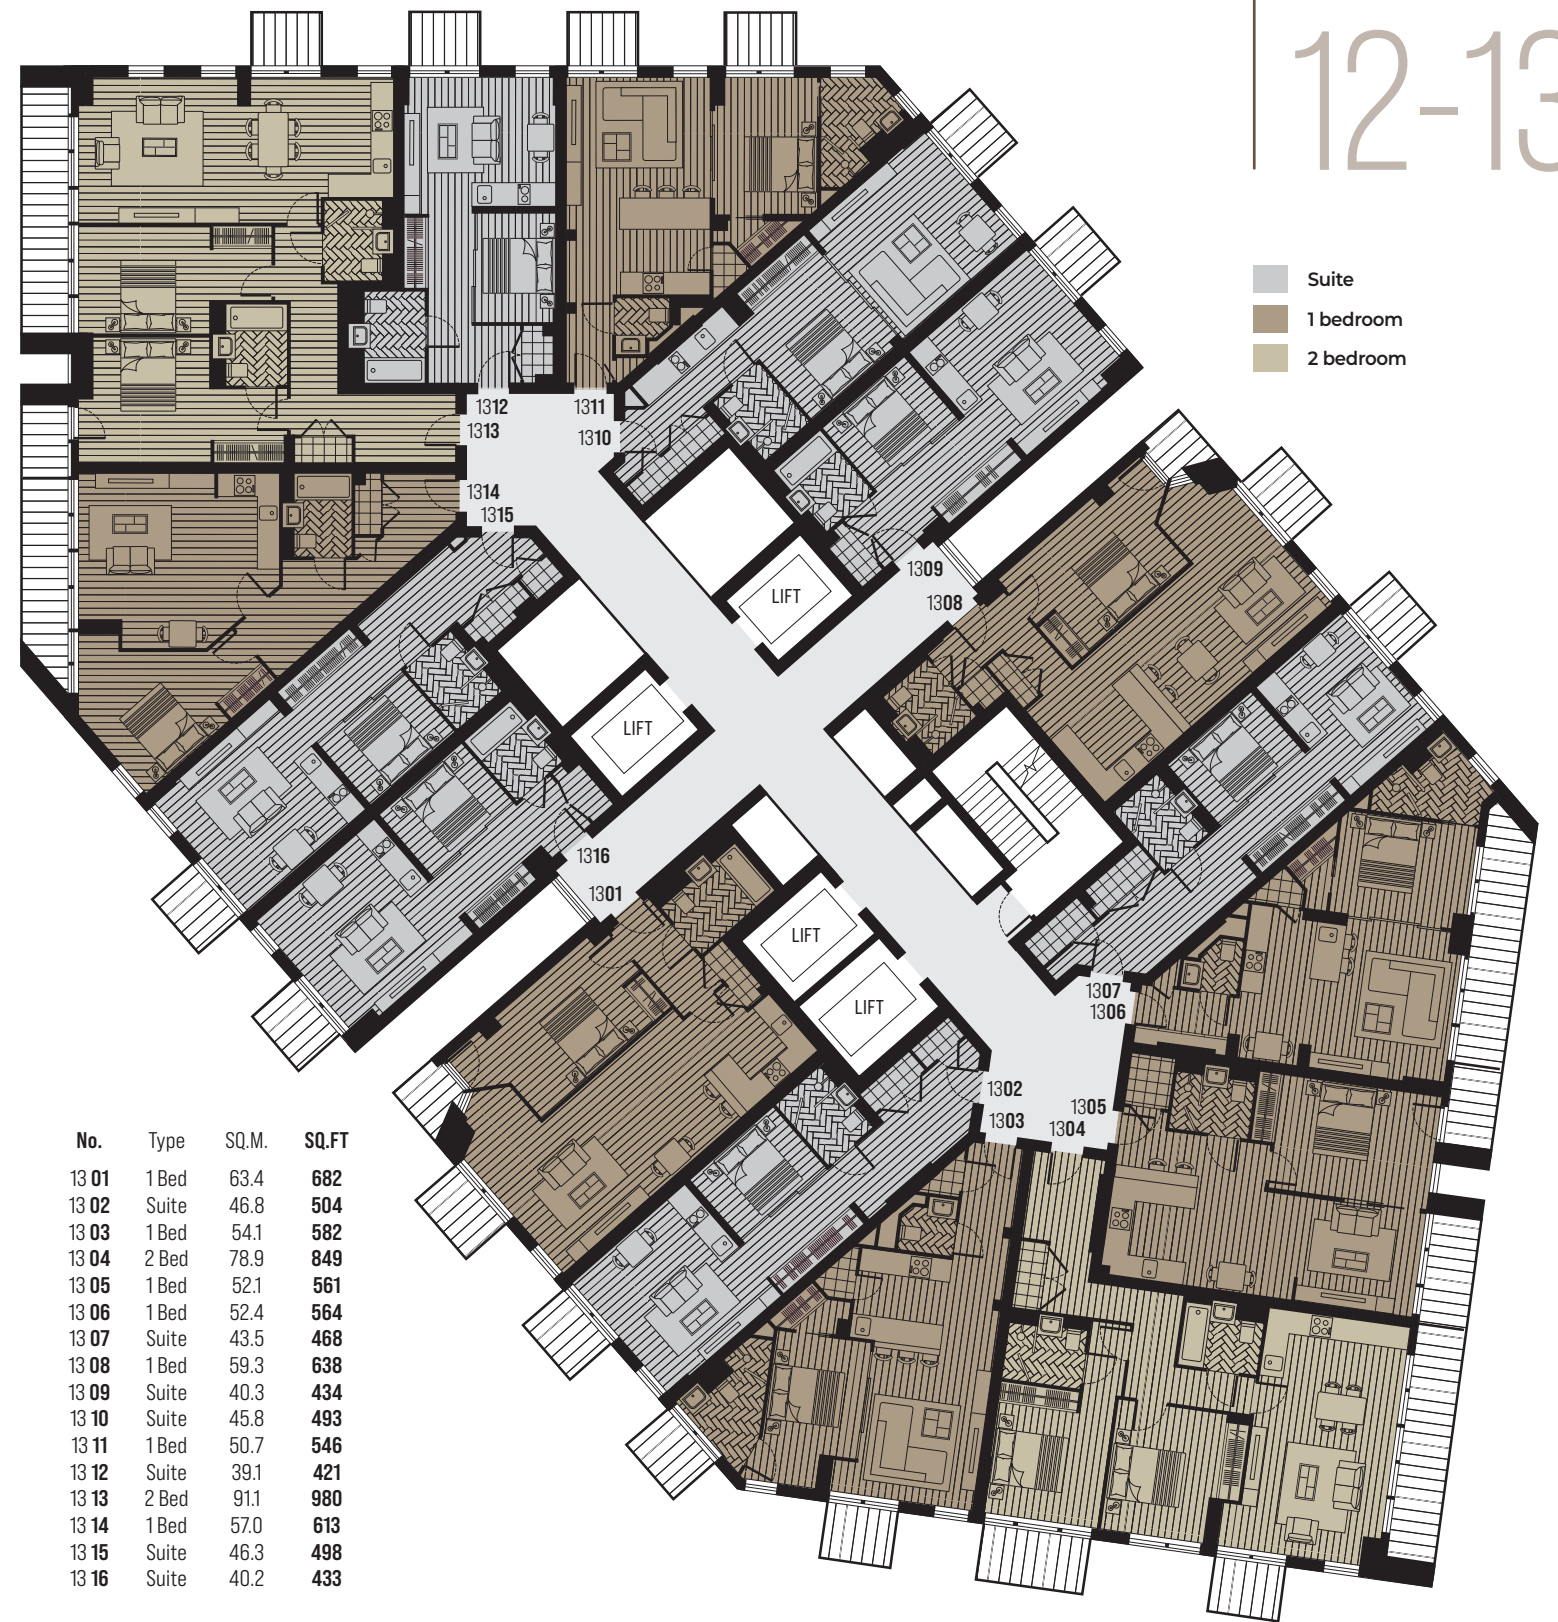 12-13
Suite
1 bedroom
2 bedroom
1312
1311
1313
1310
1314
1315
1309
LIFT
1308
LIFT
1316
1301
LIFT
1307
LIFT
1306
1302
1305
1303
1304
No. Type SQ.M. SQ.FT
13 01 1 Bed 63.4 682
13 02 Suite 46.8 504
13 03 1 Bed 54.1 582
13 04 2 Bed 78.9 849
13 05 1 Bed 52.1 561
13 06 1 Bed 52.4 564
13 07 Suite 43.5 468
13 08 1 Bed 59.3 638
13 09 Suite 40.3 434
13 10 Suite 45.8 493
13 11 1 Bed 50.7 546
13 12 Suite 39.1 421
13 13 2 Bed 91.1 980
13 14 1 Bed 57.0 613
13 15 Suite 46.3 498
13 16 Suite 40.2 433